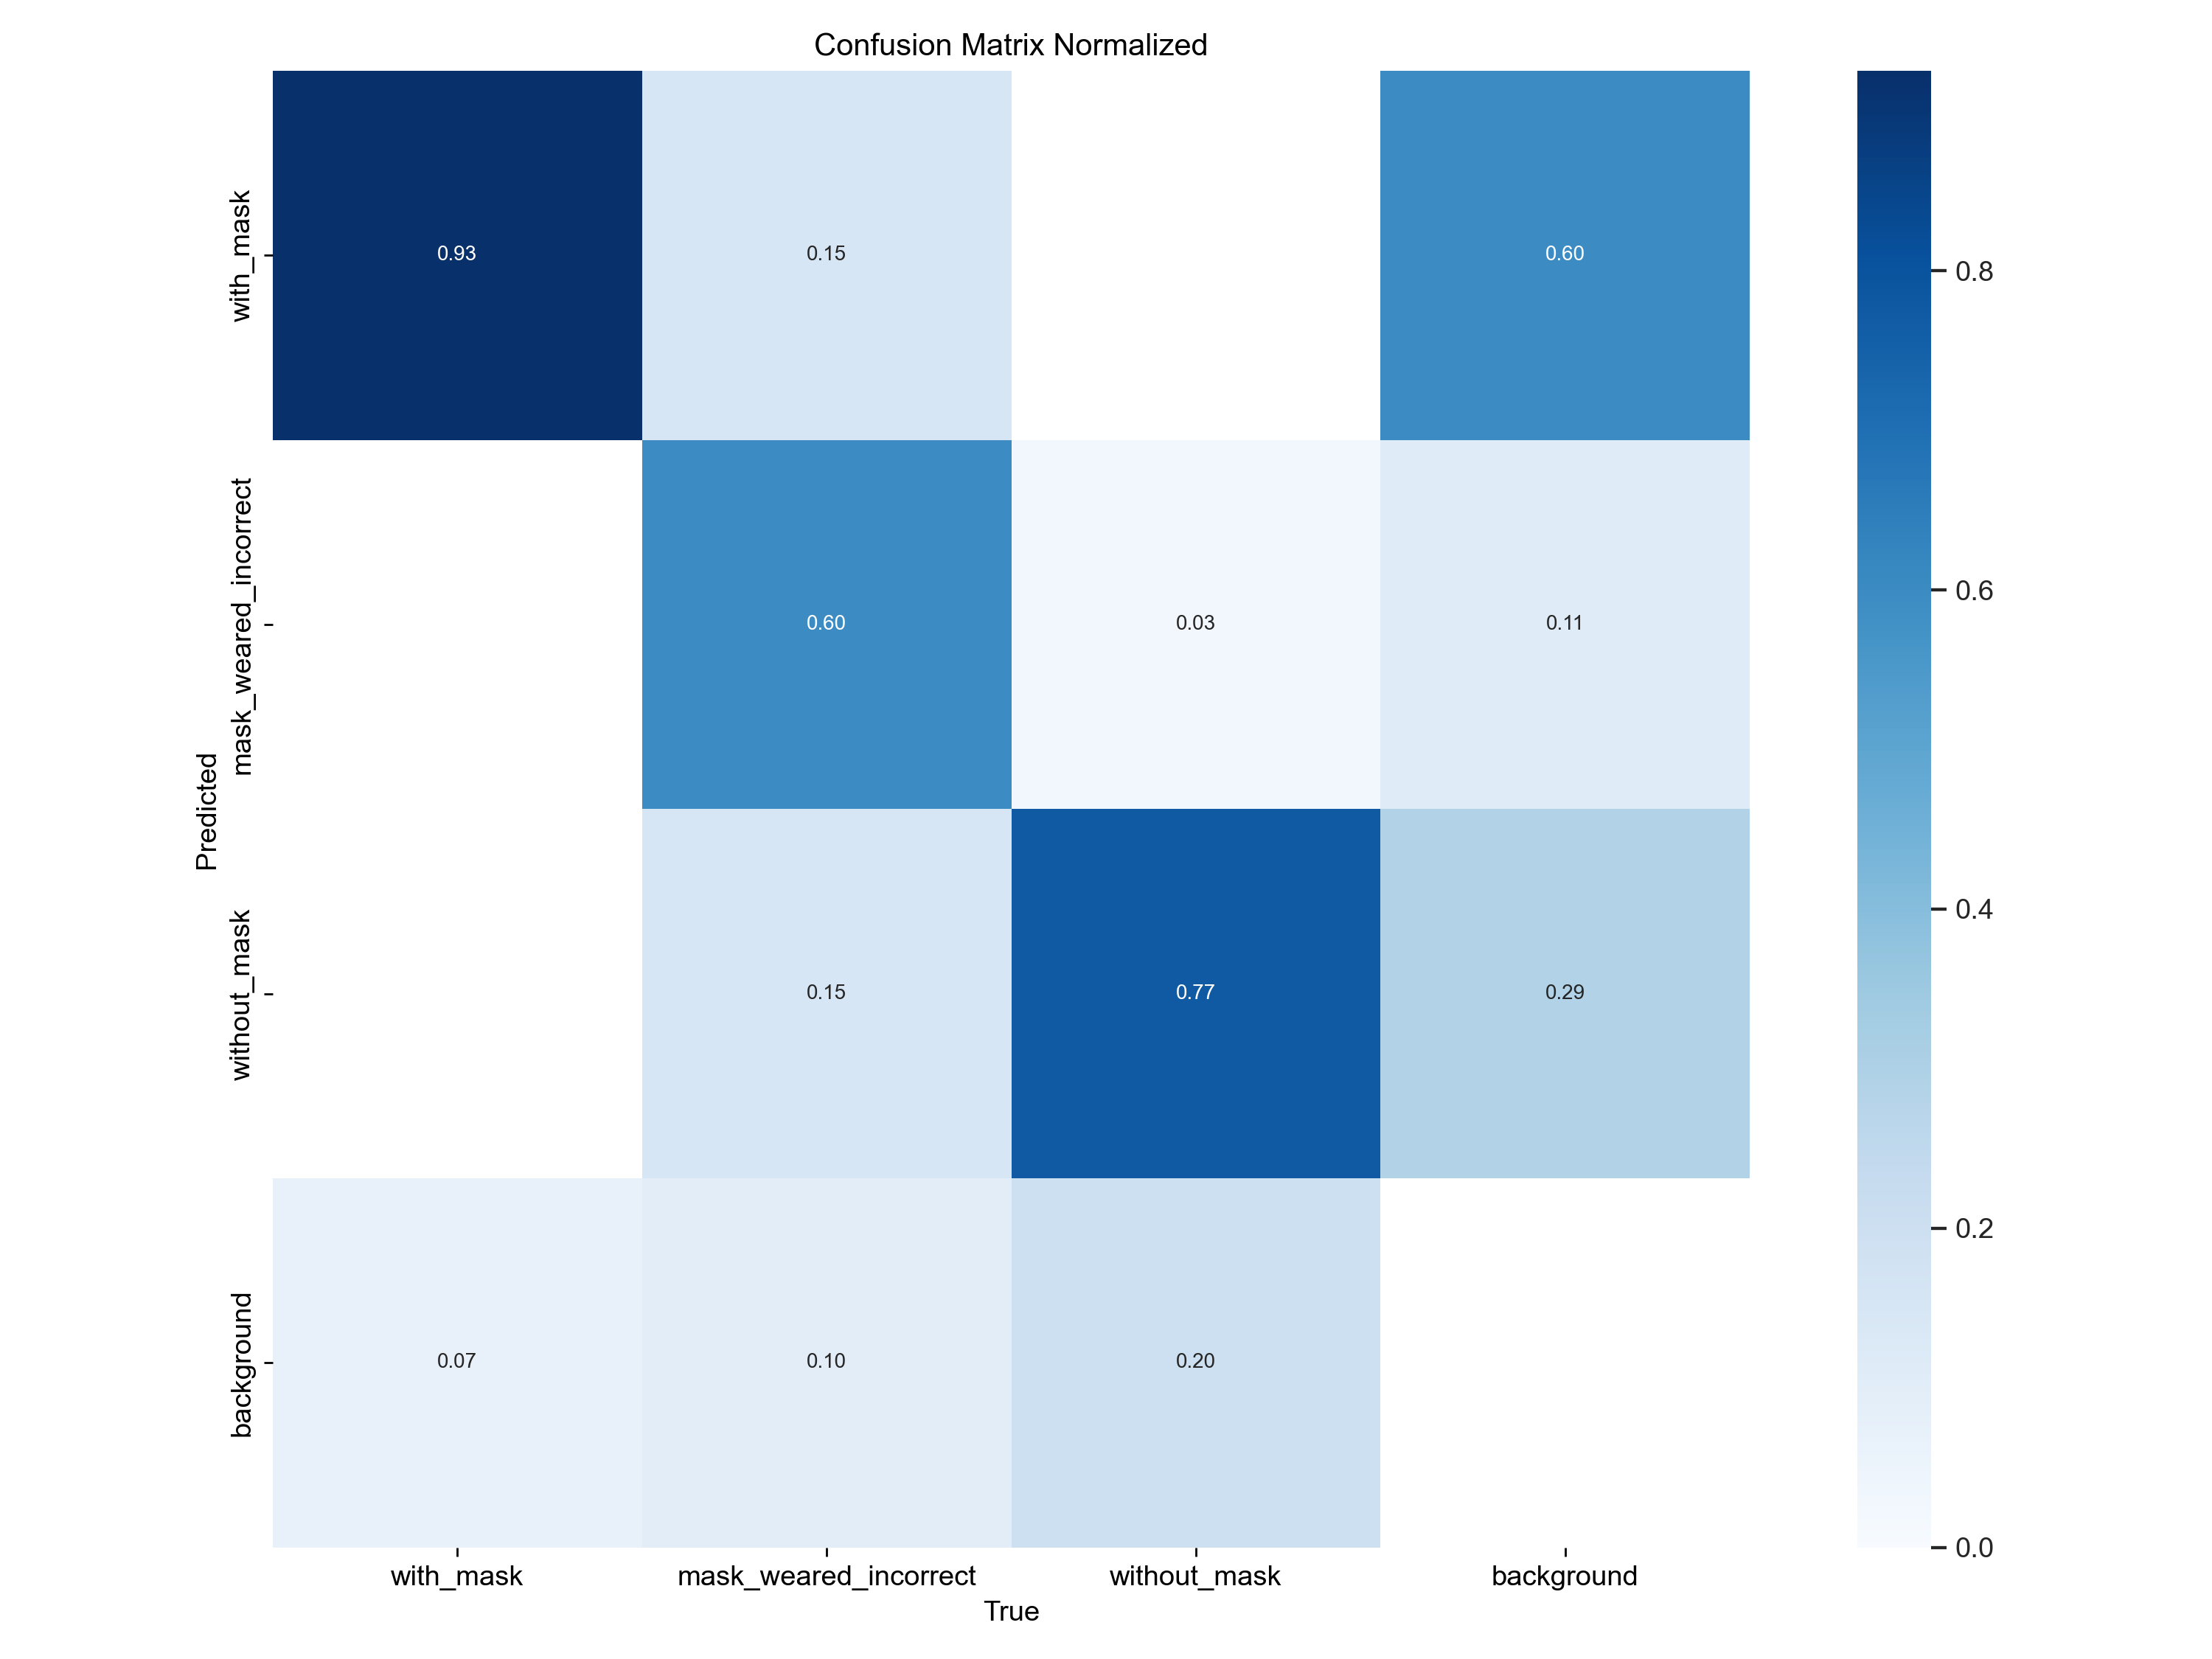 Confusion Matrix Normalized
with_mask
0.93
0.15
0.60
mask_weared_incorrect
0.60
0.03
0.11
Predicted
without_mask
0.15
0.77
0.29
background
0.07
0.10
0.20
with_mask
mask_weared_incorrect
without_mask
background
True
0.8
0.6
0.4
0.2
0.0